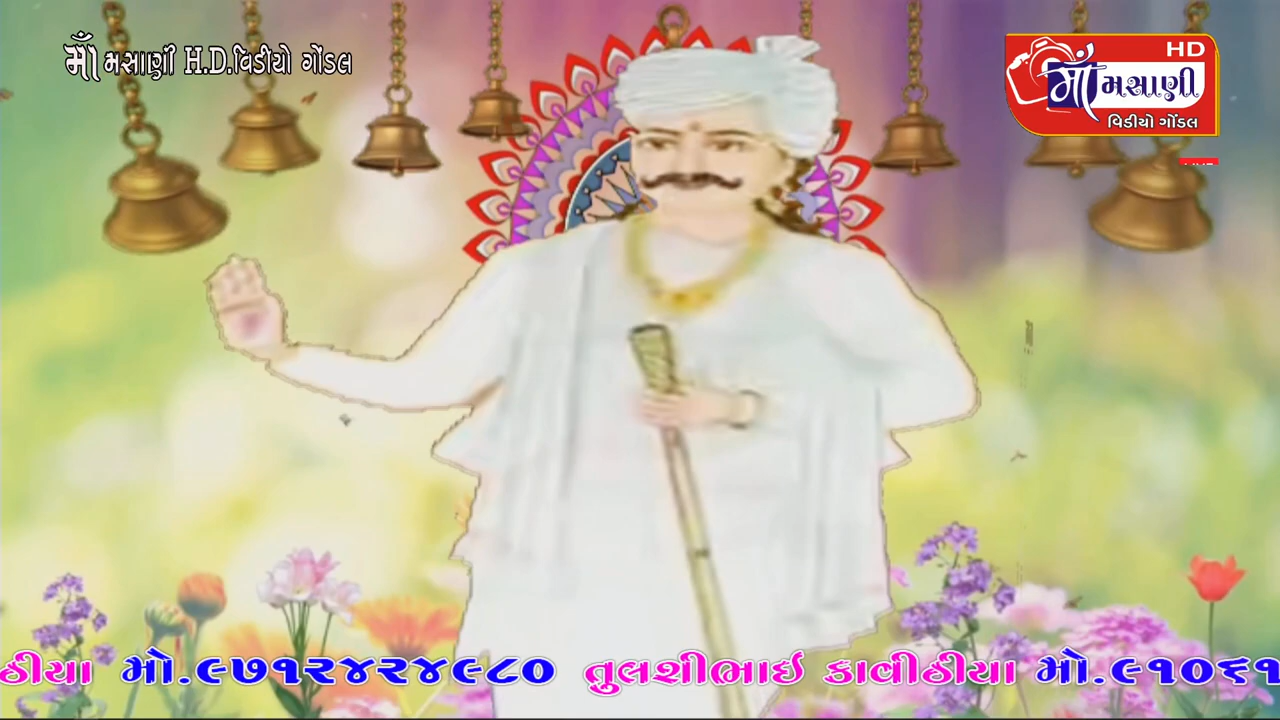 માઁ મસાણી H.D.વિડીયો ગોંડલ
HD
માઁ મસાણી
વિડીયો ગોંડલ
ઠીયા મો.૯૭૧૨૪૨૪૯૮૦ તુલશીભાઇ કાવીઠીયા મો.૯૧૦૬૧